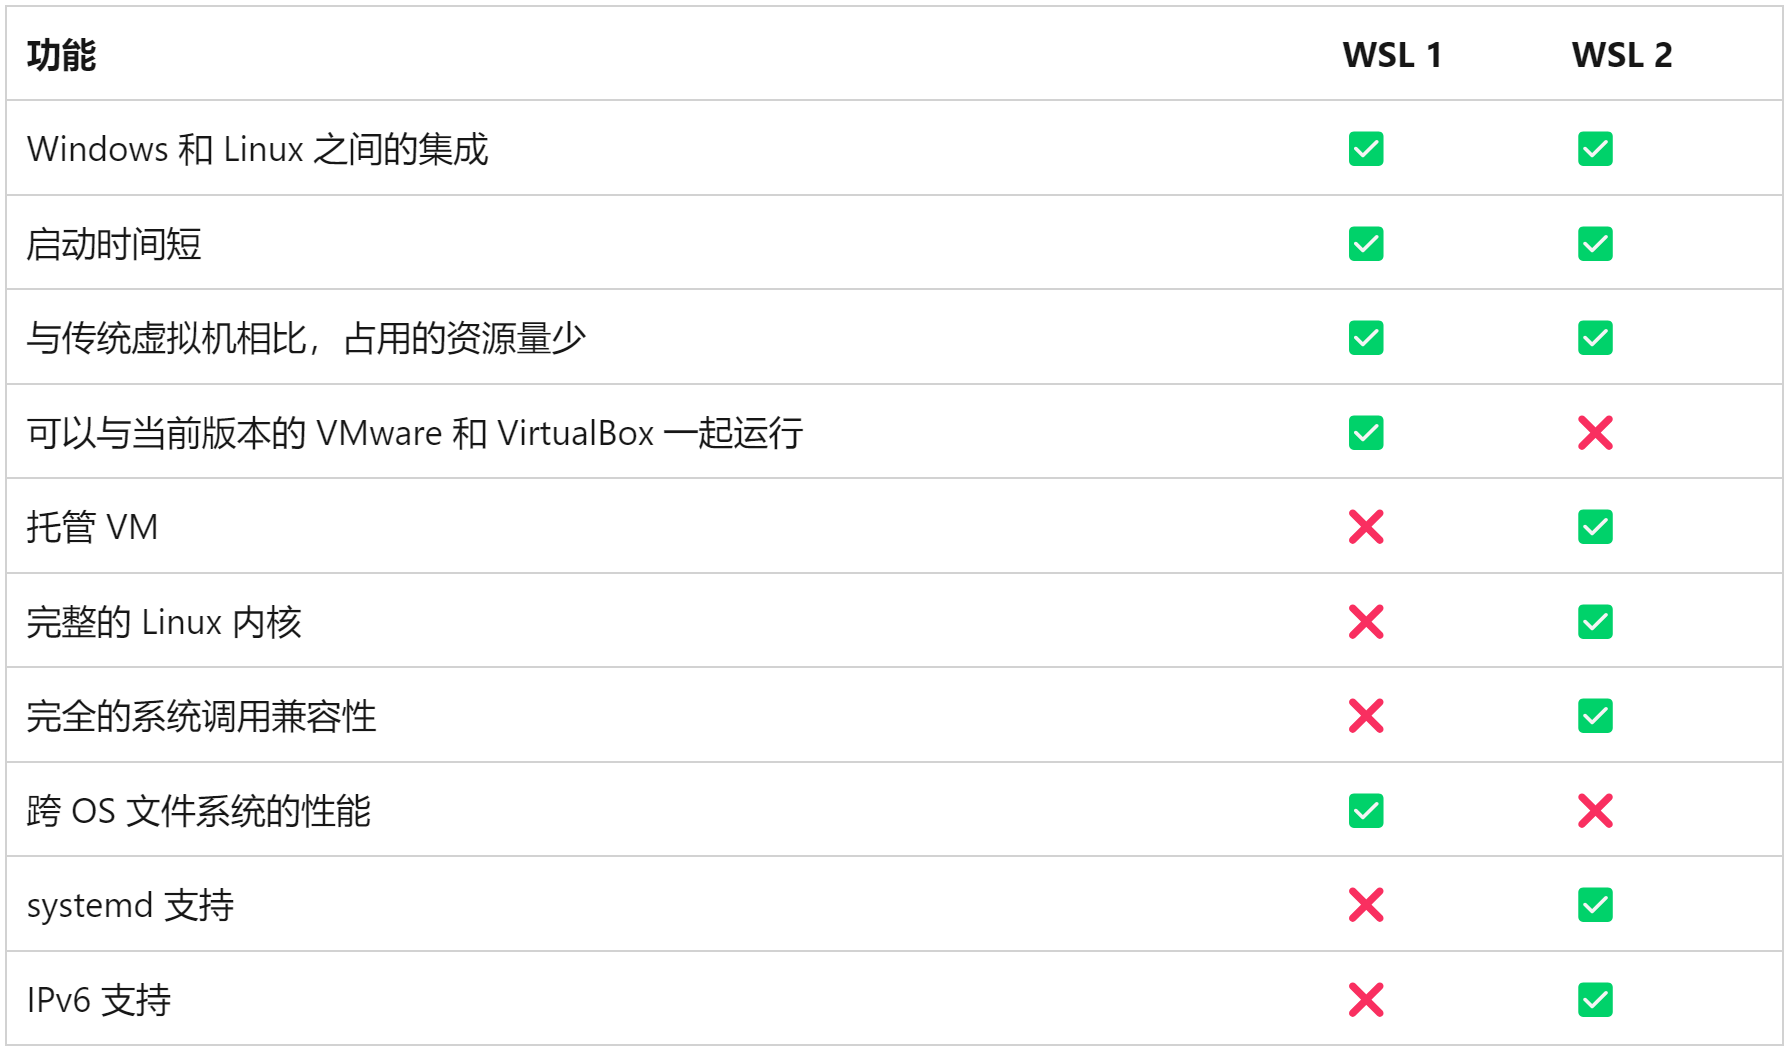 功能 WSL 1 WSL 2
Windows 和 Linux 之间的集成 ✅ ✅
启动时间短 ✅ ✅
与传统虚拟机相比，占用的资源量少 ✅ ✅
可以与当前版本的 VMware 和 VirtualBox 一起运行 ✅ ❌
托管 VM ❌ ✅
完整的 Linux 内核 ❌ ✅
完全的系统调用兼容性 ❌ ✅
跨 OS 文件系统的性能 ✅ ❌
systemd 支持 ❌ ✅
IPv6 支持 ❌ ✅